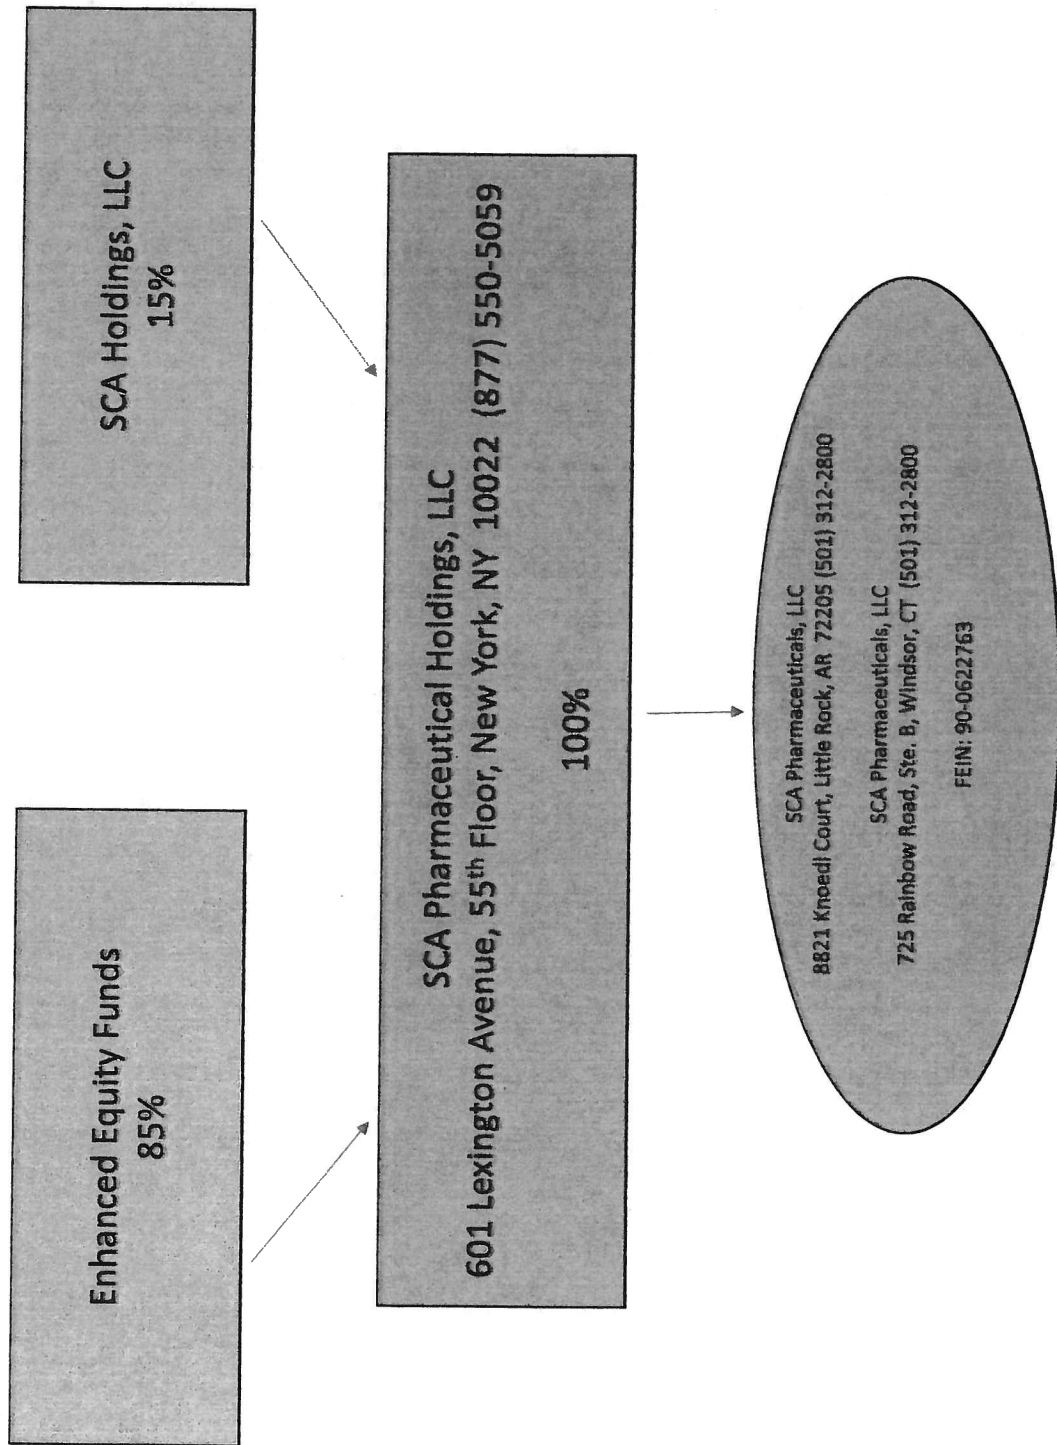 Enhanced Equity Funds
85%
SCA Holdings, LLC
15%
SCA Pharmaceutical Holdings, LLC
601 Lexington Avenue, 55th Floor, New York, NY 10022 (877) 550-5059
100%
SCA Pharmaceuticals, LLC
8821 Knoedl Court, Little Rock, AR 72205 (501) 312-2800
SCA Pharmaceuticals, LLC
725 Rainbow Road, Ste. B, Windsor, CT (501) 312-2800
FEIN: 90-0622763